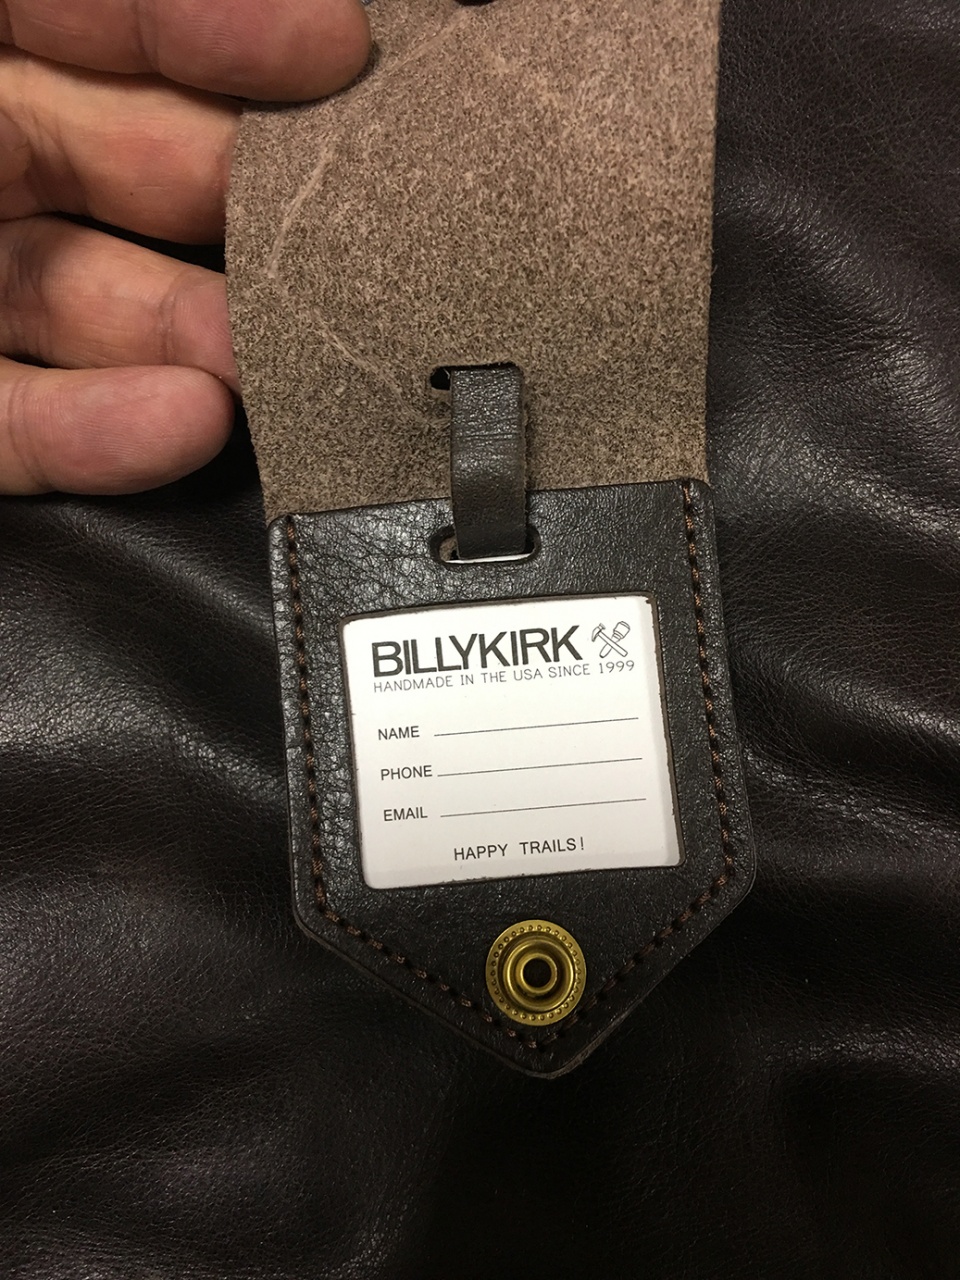 BILLYKIRK
HANDMADE IN THE USA SINCE 1999
NAME
PHONE
EMAIL
HAPPY TRAILS!